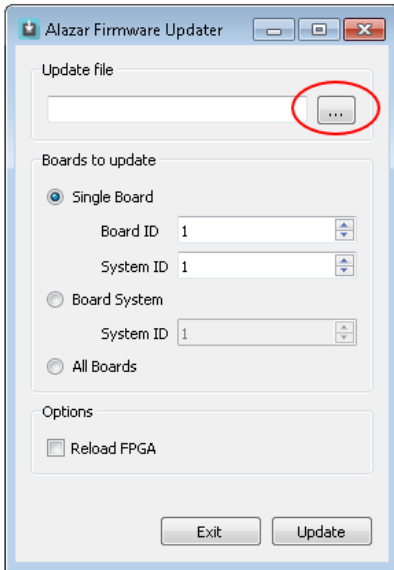 Alazar Firmware Updater
Update file
...
Boards to update
Single Board
Board ID 1
System ID 1
Board System
System ID 1
All Boards
Options
Reload FPGA
Exit Update